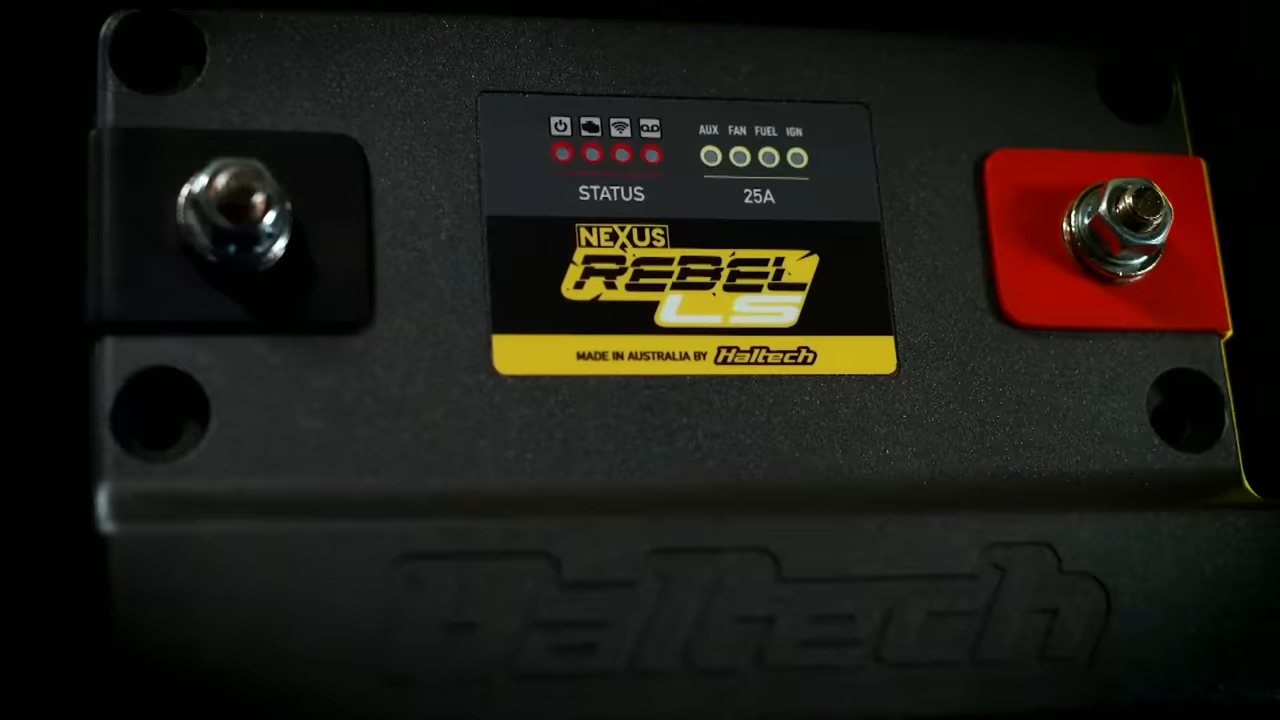 AUX FAN FUEL IGN
STATUS
25A
NEXUS
REBEL
LS
MADE IN AUSTRALIA BY Haltech
Haltech